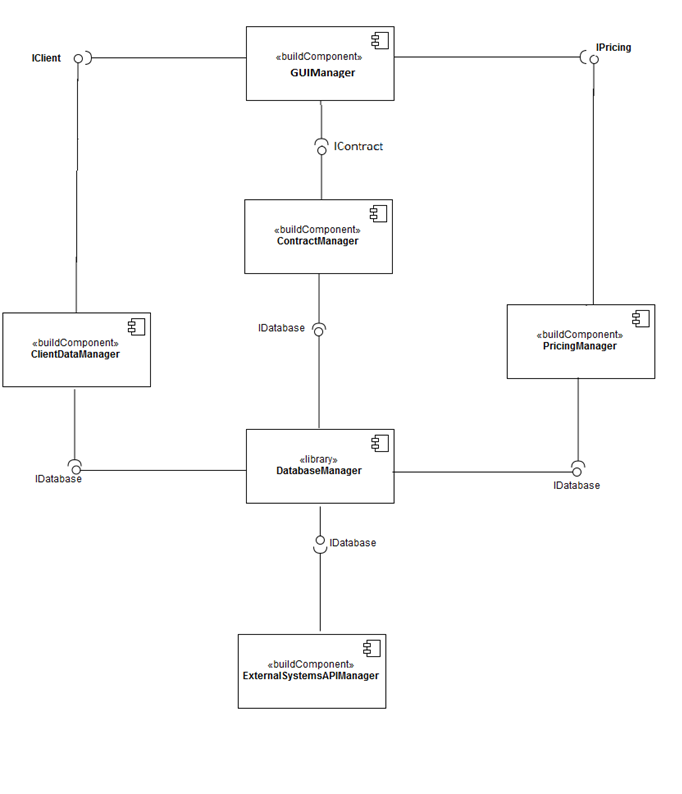 IClient
«buildComponent»
GUIManager
IPricing
IContract
«buildComponent»
ContractManager
IDatabase
«buildComponent»
ClientDataManager
«buildComponent»
PricingManager
«library»
DatabaseManager
IDatabase
IDatabase
IDatabase
«buildComponent»
ExternalSystemsAPIManager